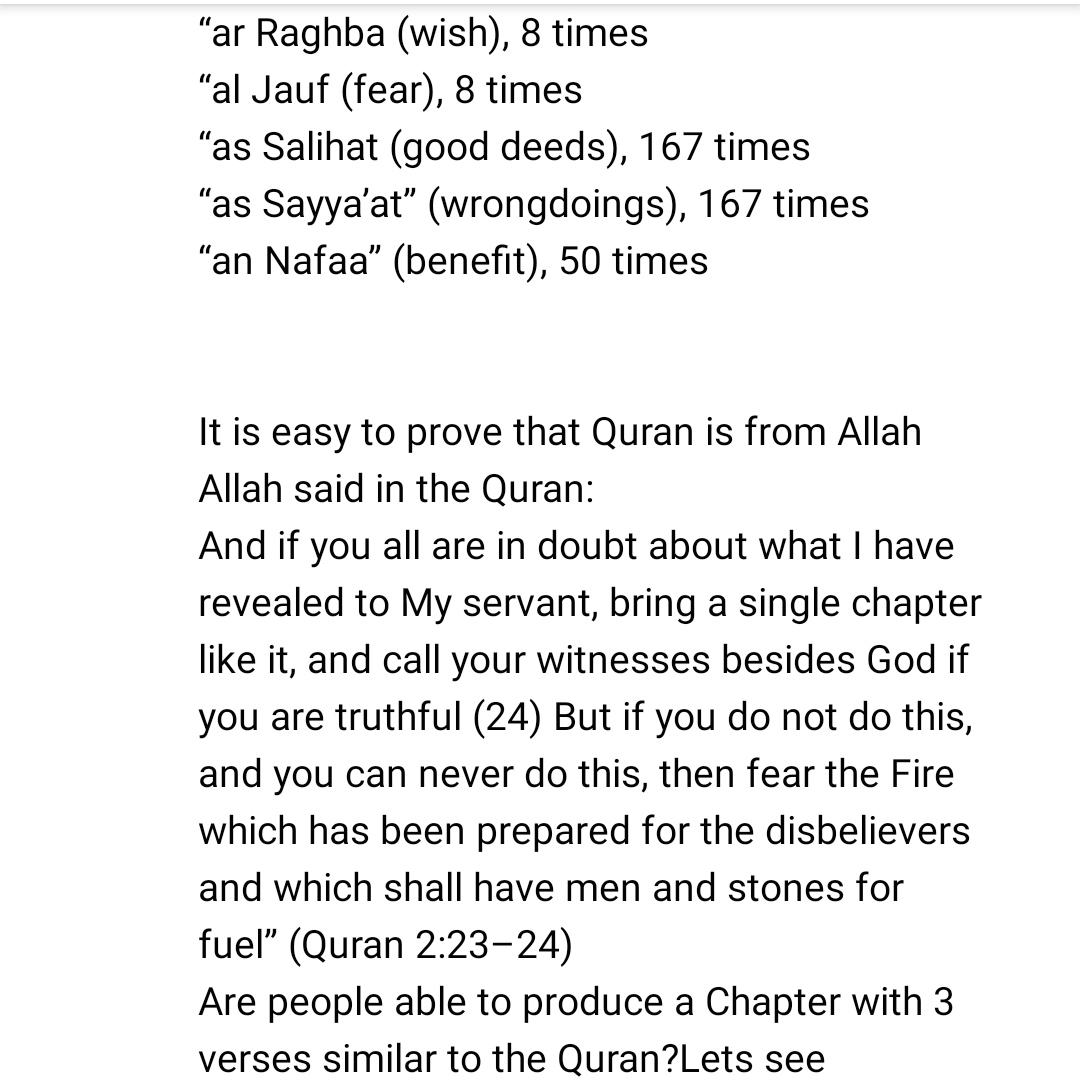 “ar Raghba (wish), 8 times
“al Jauf (fear), 8 times
“as Salihat (good deeds), 167 times
“as Sayya’at” (wrongdoings), 167 times
“an Nafaa” (benefit), 50 times
It is easy to prove that Quran is from Allah
Allah said in the Quran:
And if you all are in doubt about what I have
revealed to My servant, bring a single chapter
like it, and call your witnesses besides God if
you are truthful (24) But if you do not do this,
and you can never do this, then fear the Fire
which has been prepared for the disbelievers
and which shall have men and stones for
fuel” (Quran 2:23–24)
Are people able to produce a Chapter with 3
verses similar to the Quran?Lets see